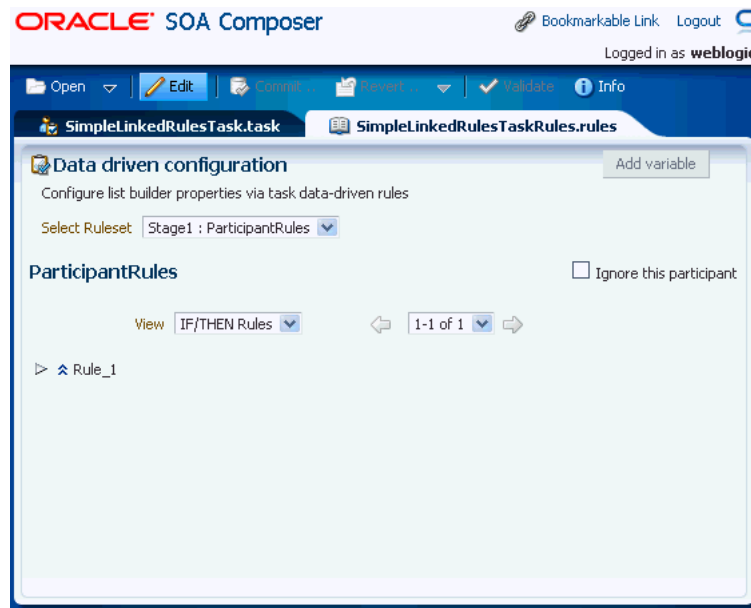 ORACLE SOA Composer Bookmarkable Link Logout
Logged in as weblogic
Open Edit Commit... Revert... Validate Info
SimpleLinkedRulesTask.task SimpleLinkedRulesTaskRules.rules
Data driven configuration Add variable
Configure list builder properties via task data-driven rules
Select Ruleset Stage1 : ParticipantRules
ParticipantRules Ignore this participant
View IF/THEN Rules 1-1 of 1
Rule_1